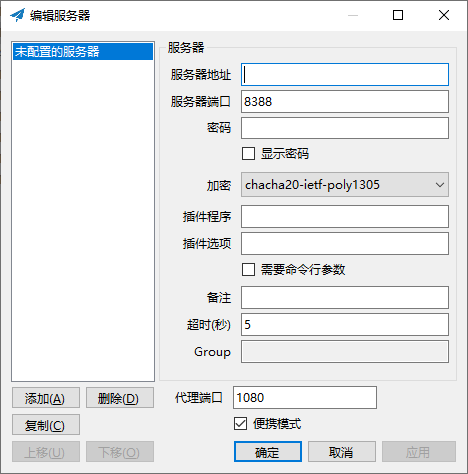 编辑服务器
未配置的服务器
服务器
服务器地址
服务器端口 8388
密码
显示密码
加密 chacha20-ietf-poly1305
插件程序
插件选项
需要命令行参数
备注
超时(秒) 5
Group
添加(A) 删除(D) 代理端口 1080
复制(C) 便携模式
上移(U) 下移(O) 确定 取消 应用